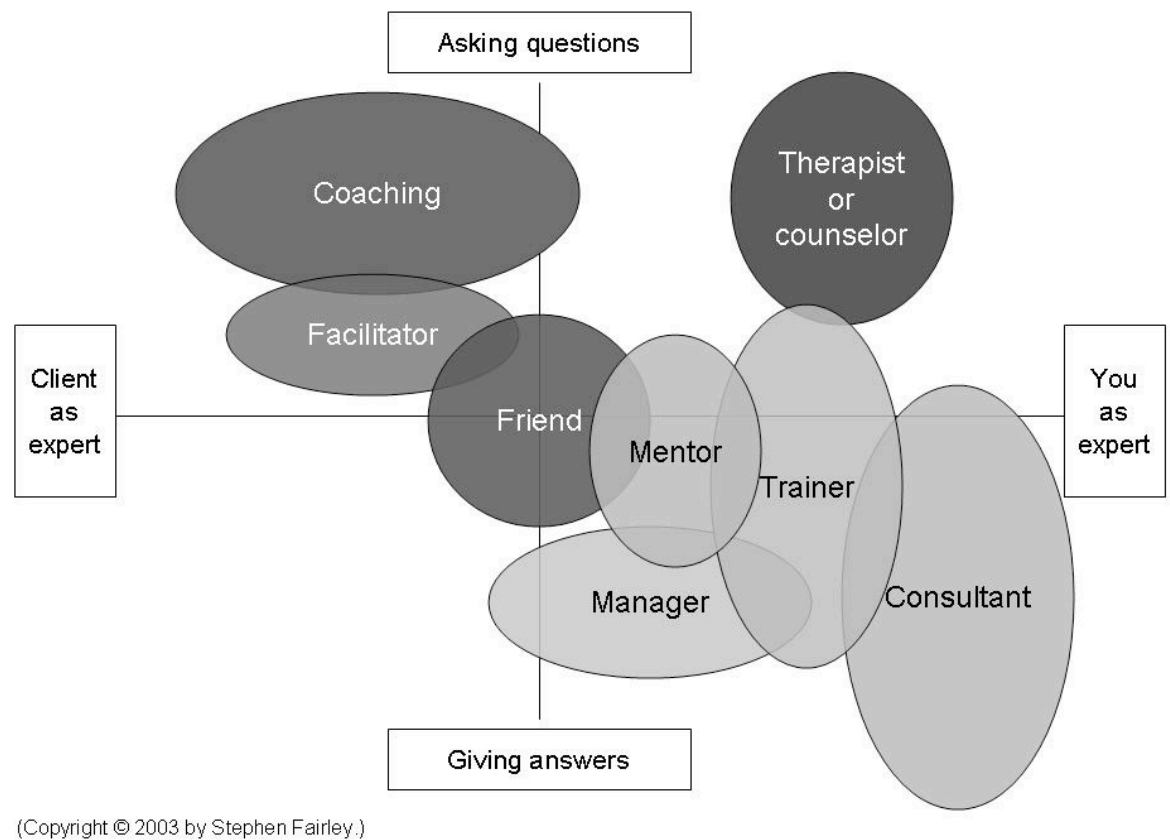 Asking questions
Coaching
Therapist
or
counselor
Facilitator
Client
as
expert
Friend
Mentor
Trainer
You
as
expert
Manager
Consultant
Giving answers
(Copyright © 2003 by Stephen Fairley.)